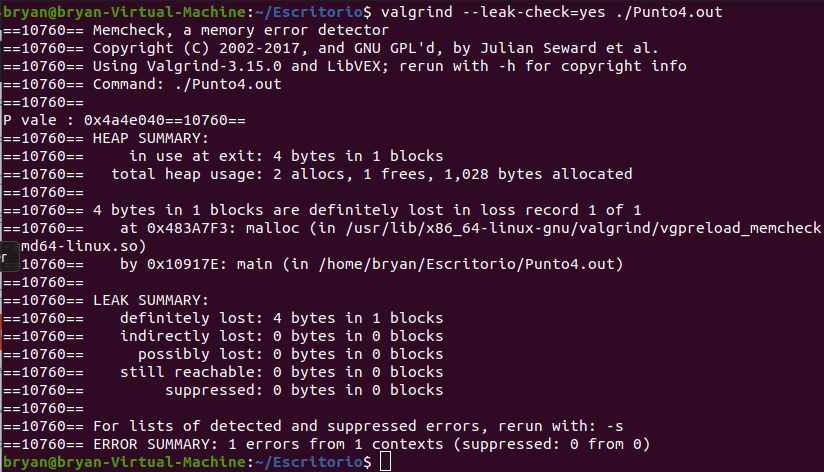 bryan@bryan-Virtual-Machine:~/Escritorio$ valgrind --leak-check=yes ./Punto4.out
==10760== Memcheck, a memory error detector
==10760== Copyright (C) 2002-2017, and GNU GPL'd, by Julian Seward et al.
==10760== Using Valgrind-3.15.0 and LibVEX; rerun with -h for copyright info
==10760== Command: ./Punto4.out
==10760==
P vale : 0x4a4e040==10760==
==10760== HEAP SUMMARY:
==10760==     in use at exit: 4 bytes in 1 blocks
==10760==   total heap usage: 2 allocs, 1 frees, 1,028 bytes allocated
==10760==
==10760== 4 bytes in 1 blocks are definitely lost in loss record 1 of 1
==10760==    at 0x483A7F3: malloc (in /usr/lib/x86_64-linux-gnu/valgrind/vgpreload_memcheck
md64-linux.so)
er
==10760==    by 0x10917E: main (in /home/bryan/Escritorio/Punto4.out)
==10760==
==10760== LEAK SUMMARY:
==10760==    definitely lost: 4 bytes in 1 blocks
==10760==    indirectly lost: 0 bytes in 0 blocks
==10760==      possibly lost: 0 bytes in 0 blocks
==10760==    still reachable: 0 bytes in 0 blocks
==10760==         suppressed: 0 bytes in 0 blocks
==10760==
==10760== For lists of detected and suppressed errors, rerun with: -s
==10760== ERROR SUMMARY: 1 errors from 1 contexts (suppressed: 0 from 0)
bryan@bryan-Virtual-Machine:~/Escritorio$